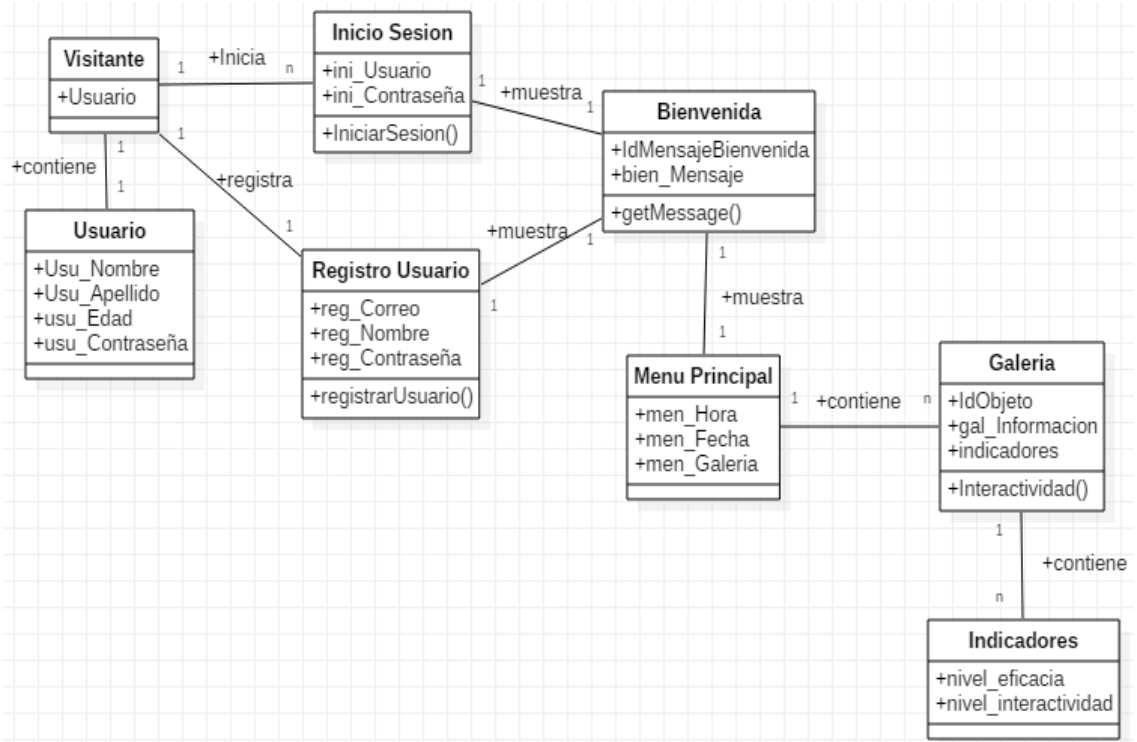 Visitante
+Usuario
1
+Inicia
n
Inicio Sesion
+ini_Usuario
+ini_Contraseña
+IniciarSesion()
1
+muestra
1
Bienvenida
+IdMensajeBienvenida
+bien_Mensaje
+getMessage()
1
+contiene
1
Usuario
+Usu_Nombre
+Usu_Apellido
+usu_Edad
+usu_Contraseña
1
+registra
1
Registro Usuario
+reg_Correo
+reg_Nombre
+reg_Contraseña
+registrarUsuario()
1
+muestra
1
1
+muestra
1
Menu Principal
+men_Hora
+men_Fecha
+men_Galeria
1
+contiene
n
Galeria
+IdObjeto
+gal_Informacion
+indicadores
+Interactividad()
1
+contiene
n
Indicadores
+nivel_eficacia
+nivel_interactividad